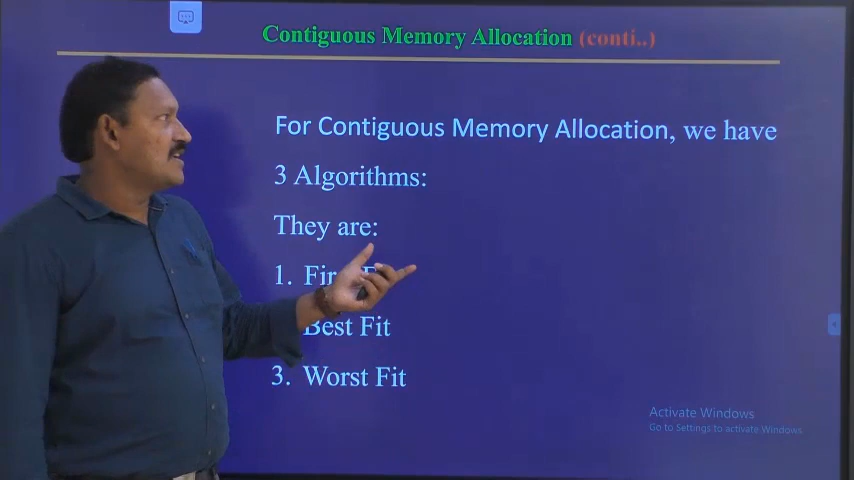 Contiguous Memory Allocation (conti..)
For Contiguous Memory Allocation, we have
3 Algorithms:
They are:
1.
Best Fit
3. Worst Fit
Activate Windows
Go to Settings to activate Windows